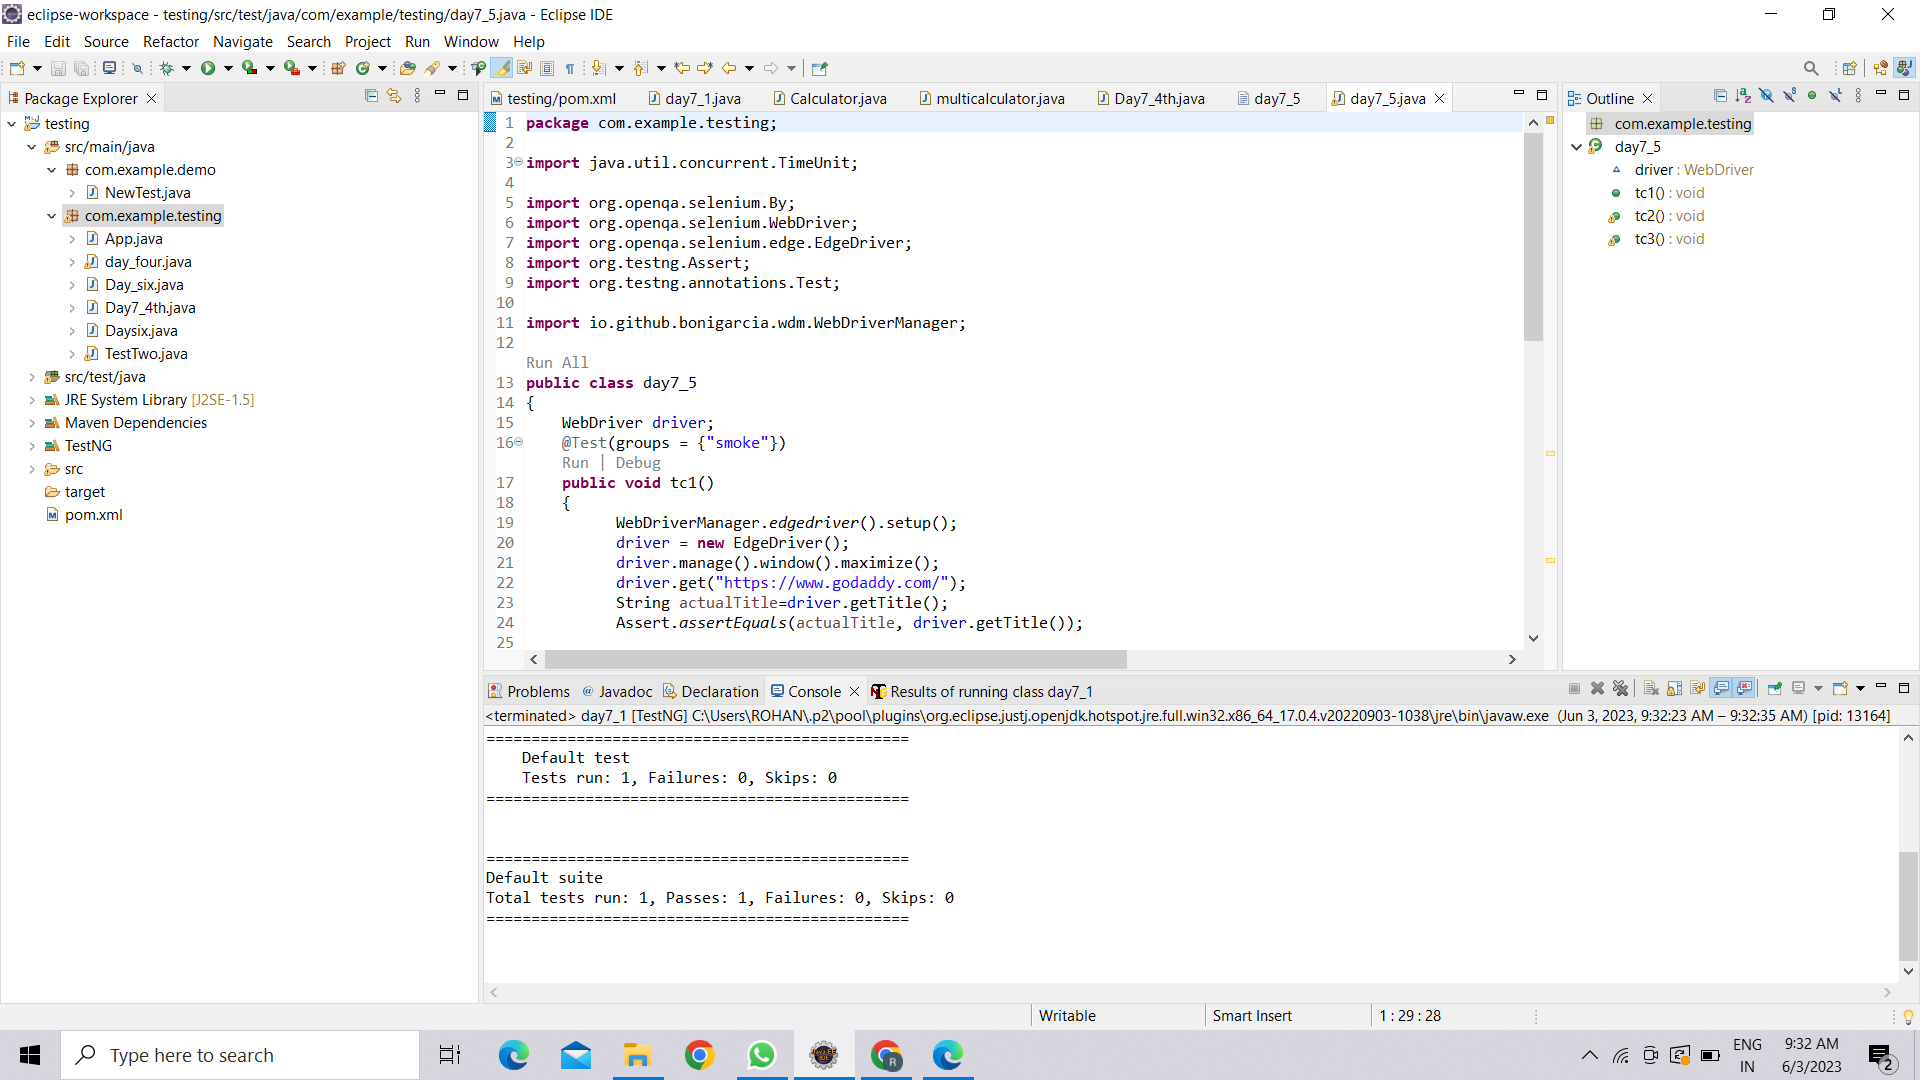 eclipse-workspace - testing/src/test/java/com/example/testing/day7_5.java - Eclipse IDE
File Edit Source Refactor Navigate Search Project Run Window Help
Package Explorer
testing
src/main/java
com.example.demo
NewTest.java
com.example.testing
App.java
day_four.java
Day_six.java
Day7_4th.java
Daysix.java
TestTwo.java
src/test/java
JRE System Library [J2SE-1.5]
Maven Dependencies
TestNG
src
target
pom.xml
testing/pom.xml day7_1.java Calculator.java multicalculator.java Day7_4th.java day7_5 day7_5.java
1 package com.example.testing;
2
3 import java.util.concurrent.TimeUnit;
4
5 import org.openqa.selenium.By;
6 import org.openqa.selenium.WebDriver;
7 import org.openqa.selenium.edge.EdgeDriver;
8 import org.testng.Assert;
9 import org.testng.annotations.Test;
10
11 import io.github.bonigarcia.wdm.WebDriverManager;
12
Run All
13 public class day7_5
14 {
15 WebDriver driver;
16 @Test(groups = {"smoke"})
Run | Debug
17 public void tc1()
18 {
19 WebDriverManager.edgedriver().setup();
20 driver = new EdgeDriver();
21 driver.manage().window().maximize();
22 driver.get("https://www.godaddy.com/");
23 String actualTitle=driver.getTitle();
24 Assert.assertEquals(actualTitle, driver.getTitle());
25
Outline
com.example.testing
day7_5
driver : WebDriver
tc1() : void
tc2() : void
tc3() : void
Problems Javadoc Declaration Console Results of running class day7_1
<terminated> day7_1 [TestNG] C:\Users\ROHAN\.p2\pool\plugins\org.eclipse.justj.openjdk.hotspot.jre.full.win32.x86_64_17.0.4.v20220903-1038\jre\bin\javaw.exe (Jun 3, 2023, 9:32:23 AM – 9:32:35 AM) [pid: 13164]
===============================================
Default test
Tests run: 1, Failures: 0, Skips: 0
===============================================
===============================================
Default suite
Total tests run: 1, Passes: 1, Failures: 0, Skips: 0
===============================================
Writable Smart Insert 1 : 29 : 28
Type here to search
ENG
IN
9:32 AM
6/3/2023
2